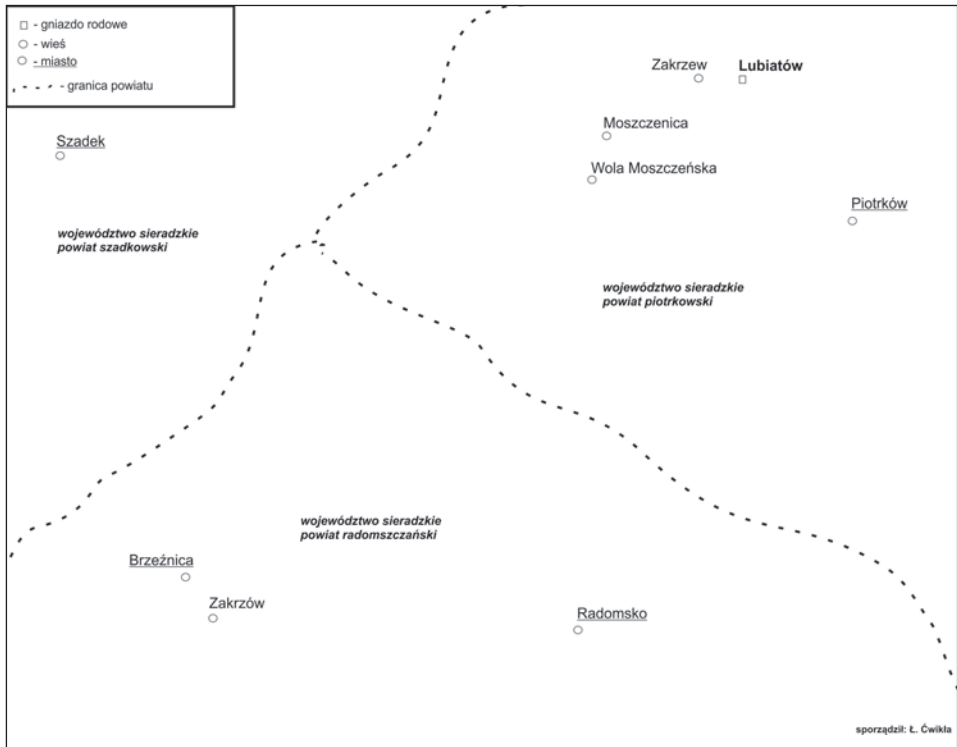 - gniazdo rodowe
- wieś
- miasto
- granica powiatu
Zakrzew
Lubiatów
Moszczenica
Szadek
Wola Moszczeńska
Piotrków
województwo sieradzkie
powiat szadkowski
województwo sieradzkie
powiat piotrkowski
województwo sieradzkie
powiat radomszczański
Brzeźnica
Zakrzów
Radomsko
sporządził: Ł. Ćwikła